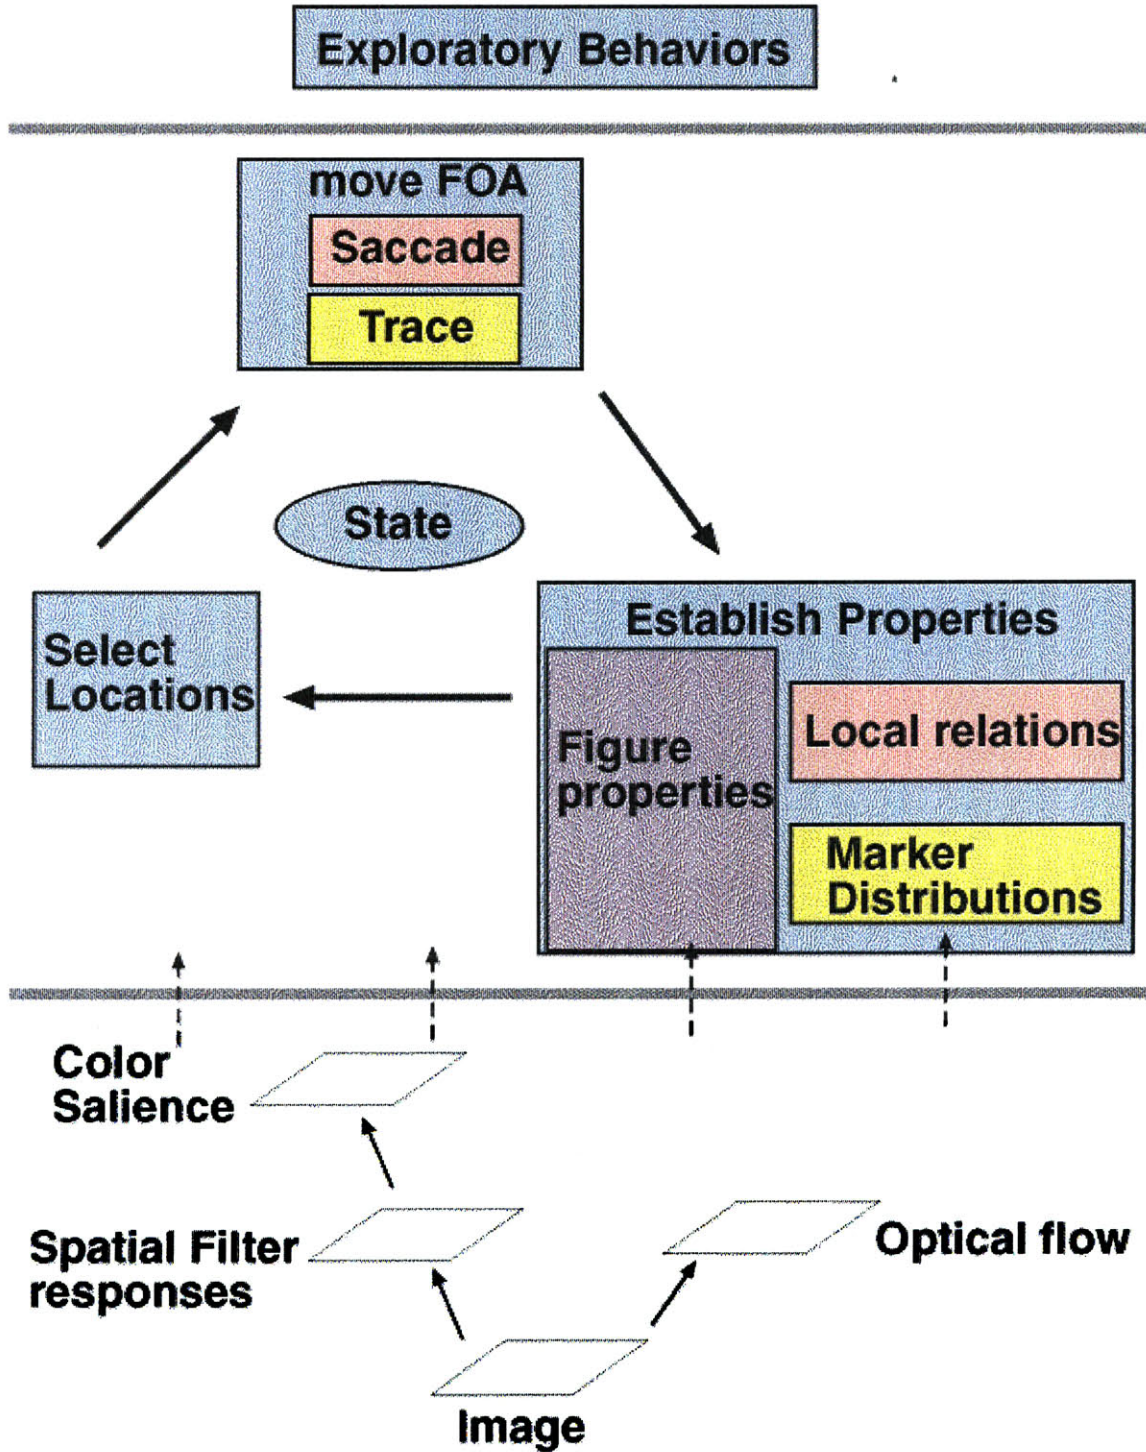 Exploratory Behaviors
move FOA
Saccade
Trace
State
Select
Locations
Establish Properties
Figure
properties
Local relations
Marker
Distributions
Color
Salience
Spatial Filter
responses
Optical flow
Image